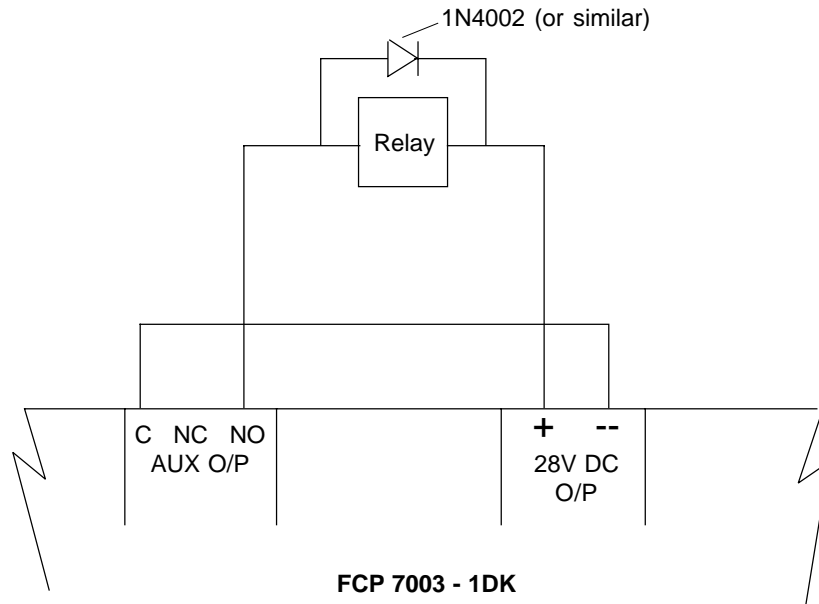 1N4002 (or similar)
Relay
C NC NO
AUX O/P
+ --
28V DC
O/P
FCP 7003 - 1DK